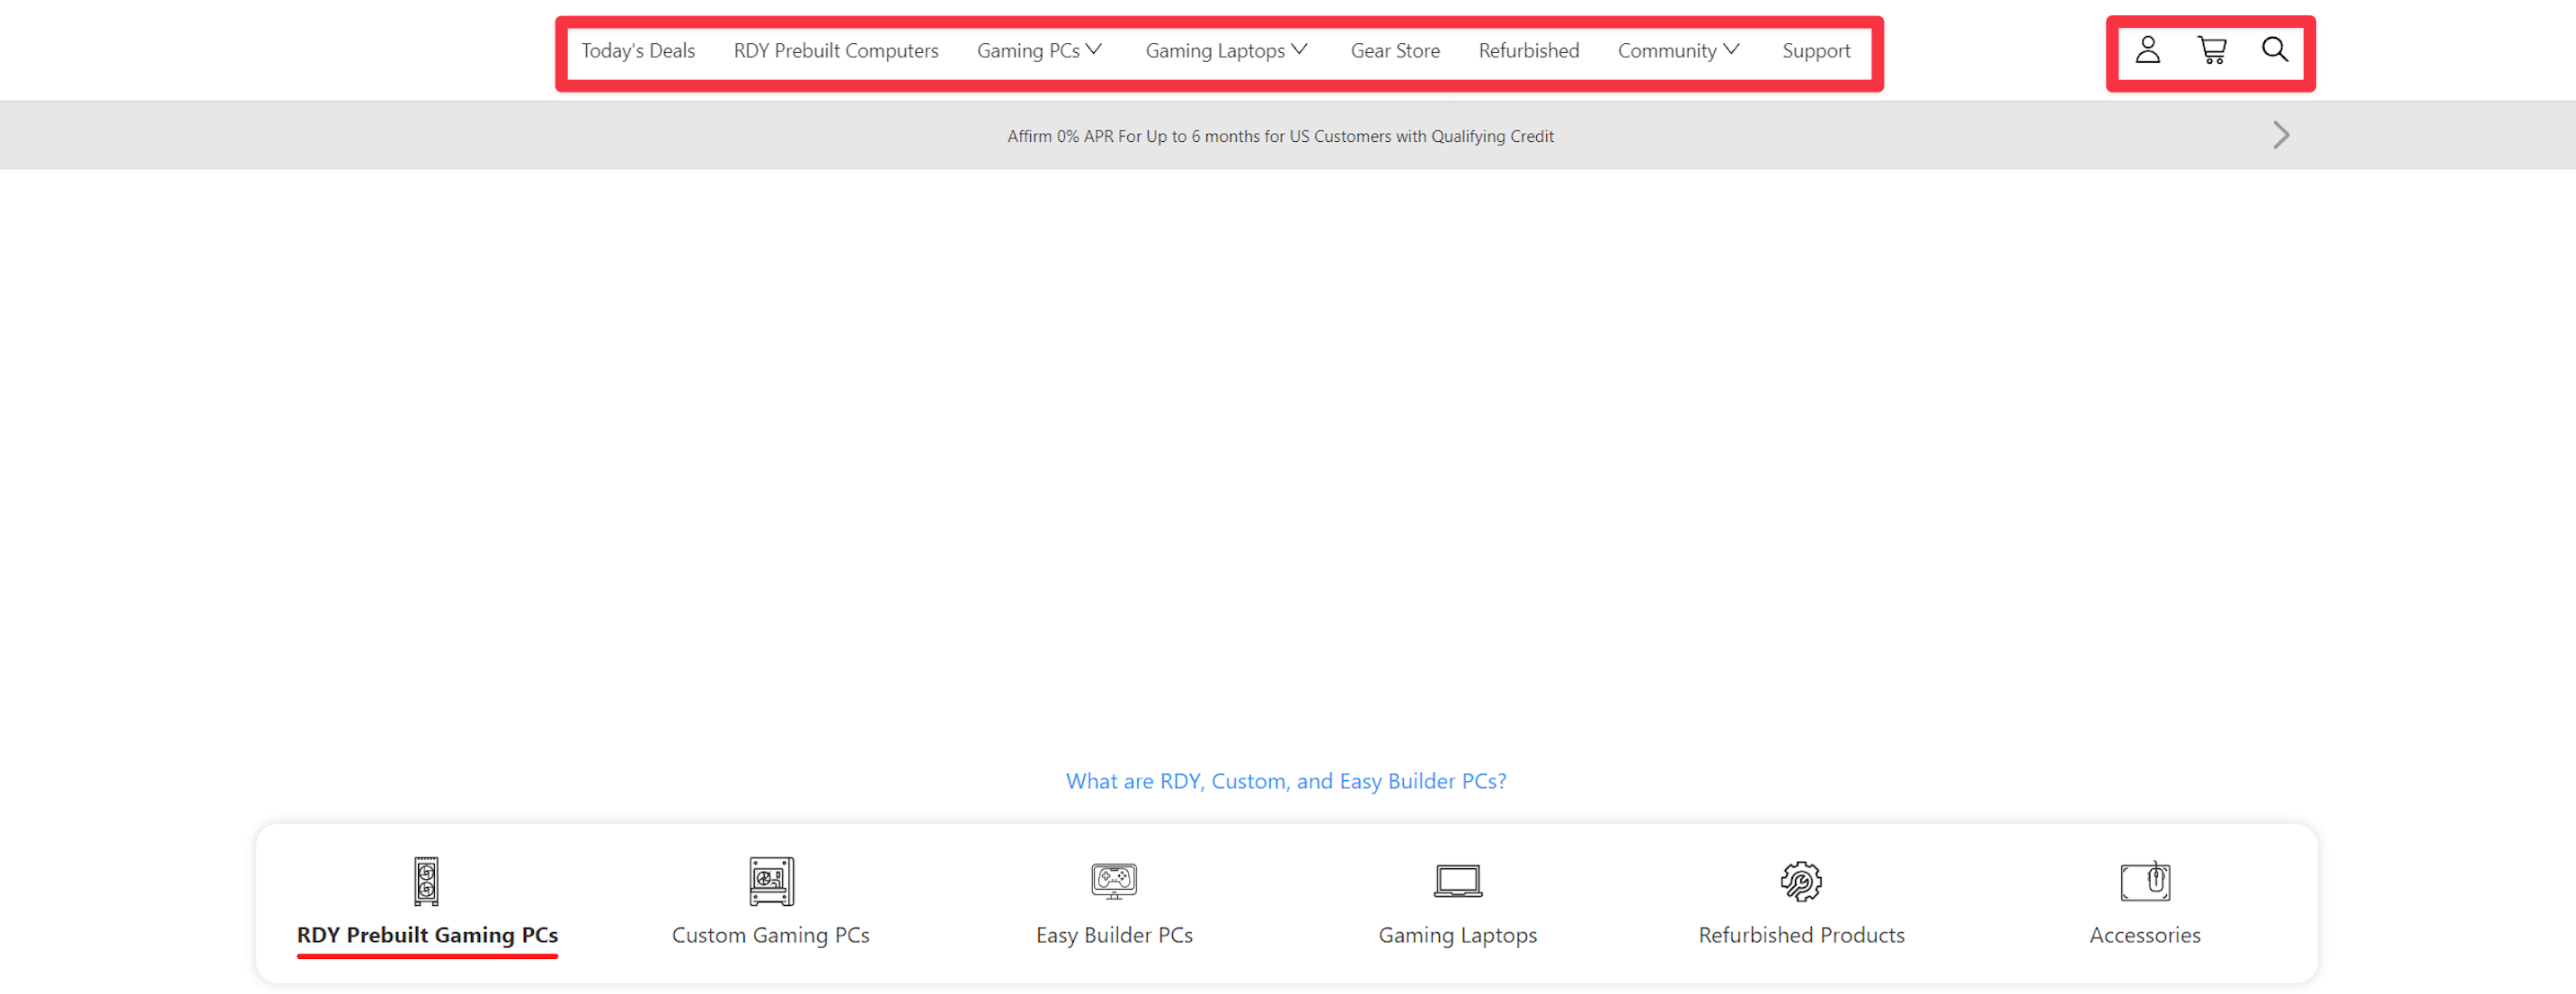 Today's Deals RDY Prebuilt Computers Gaming PCs Gaming Laptops Gear Store Refurbished Community Support
Affirm 0% APR For Up to 6 months for US Customers with Qualifying Credit
What are RDY, Custom, and Easy Builder PCs?
RDY Prebuilt Gaming PCs Custom Gaming PCs Easy Builder PCs Gaming Laptops Refurbished Products Accessories